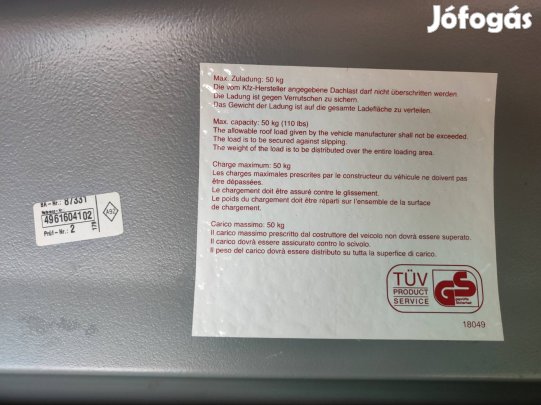 Jófogás
Max. Zuladung: 50 kg
Die vom Kfz-Hersteller angegebene Dachlast darf nicht überschritten werden.
Die Ladung ist gegen Verrutschen zu sichern.
Das Gewicht der Ladung ist auf die gesamte Ladefläche zu verteilen.
Max. capacity: 50 kg (110 lbs)
The allowable roof load given by the vehicle manufacturer shall not be exceeded.
The load is to be secured against slipping.
The weight of the load is to be distributed over the entire loading area.
Charge maximum: 50 kg
Les charges maximales prescrites par le constructeur du véhicule ne doivent pas
être dépassées.
Le chargement doit être assuré contre le glissement.
Le poids du chargement doit être réparti sur l'ensemble de la surface
de chargement.
Carico massimo: 50 kg
Il carico massimo prescritto dal costruttore del veicolo non dovrà essere superato.
Il carico dovrà essere assicurato contro lo scivolo.
Il peso del carico dovrà essere distribuito su tutta la superfice di carico.
TÜV
PRODUCT
SERVICE
GS
geprüfte
Sicherheit
18049
BA-Nr.: 87331
4961604102
Prüf-Nr.: 2